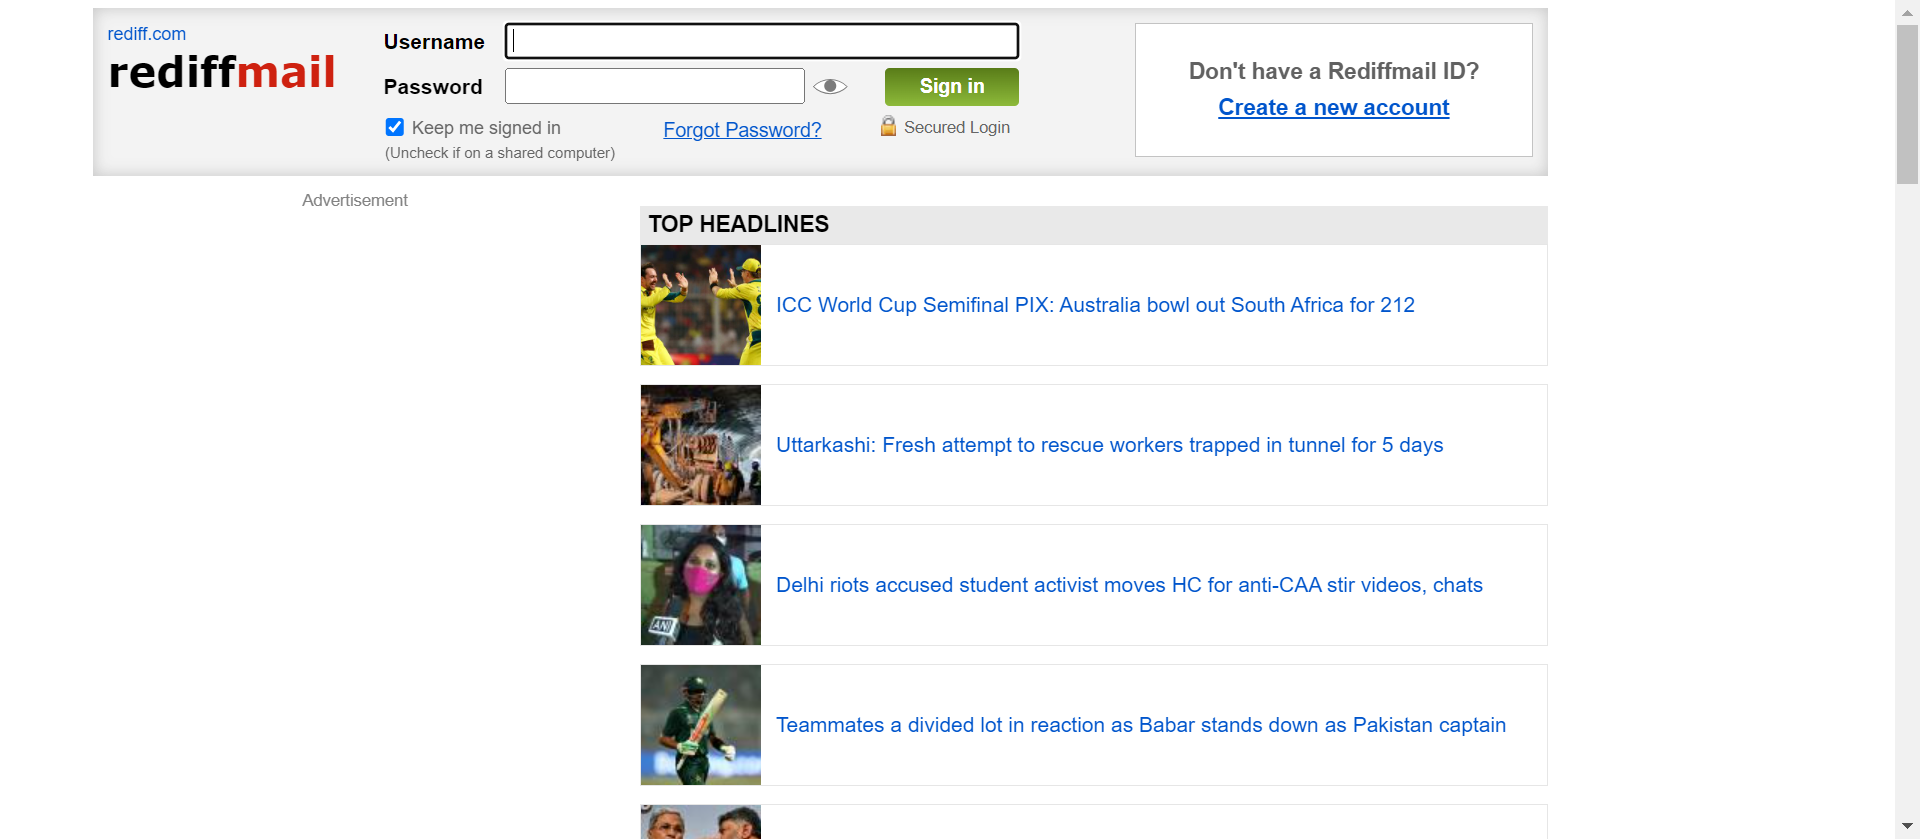 rediff.com
rediffmail
Username
Password
Sign in
Keep me signed in
(Uncheck if on a shared computer)
Forgot Password?
Secured Login
Don't have a Rediffmail ID?
Create a new account
Advertisement
TOP HEADLINES
ICC World Cup Semifinal PIX: Australia bowl out South Africa for 212
Uttarkashi: Fresh attempt to rescue workers trapped in tunnel for 5 days
ANI
Delhi riots accused student activist moves HC for anti-CAA stir videos, chats
Teammates a divided lot in reaction as Babar stands down as Pakistan captain